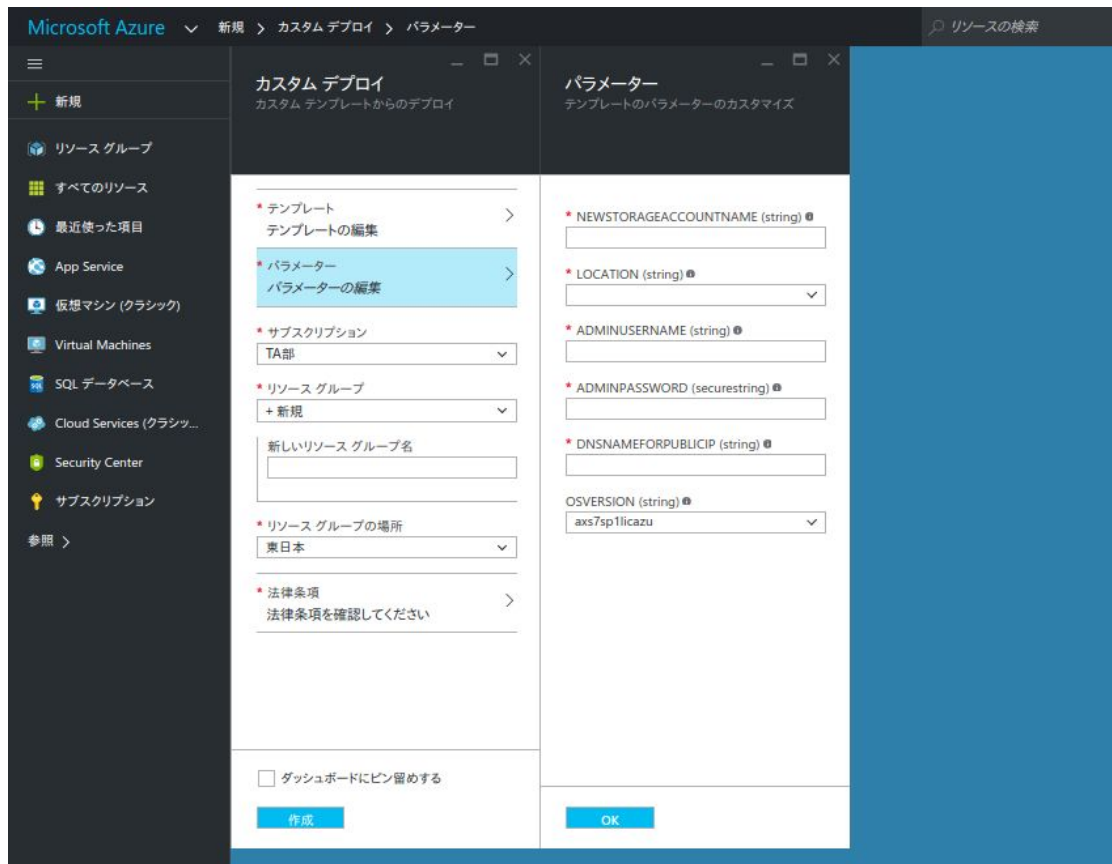 Microsoft Azure 新規 > カスタム デプロイ > パラメーター
リソースの検索
新規
リソース グループ
すべてのリソース
最近使った項目
App Service
仮想マシン (クラシック)
Virtual Machines
SQL データベース
Cloud Services (クラシッ...
Security Center
サブスクリプション
参照 >
カスタム デプロイ
カスタム テンプレートからのデプロイ
* テンプレート
テンプレートの編集
* パラメーター
パラメーターの編集
* サブスクリプション
TA部
* リソース グループ
+ 新規
新しいリソース グループ名
* リソース グループの場所
東日本
* 法律条項
法律条項を確認してください
ダッシュボードにピン留めする
作成
パラメーター
テンプレートのパラメーターのカスタマイズ
* NEWSTORAGEACCOUNTNAME (string)
* LOCATION (string)
* ADMINUSERNAME (string)
* ADMINPASSWORD (securestring)
* DNSNAMEFORPUBLICIP (string)
OSVERSION (string)
axs7sp1licazu
OK